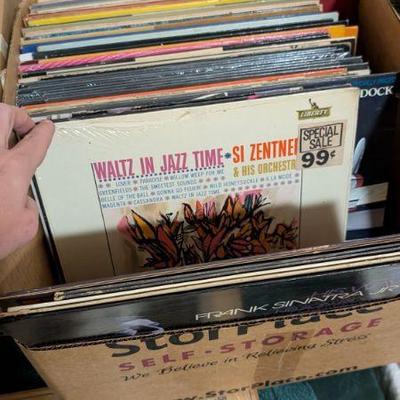 DOCK
LIBERTY
SPECIAL
SALE
99¢
WALTZ IN JAZZ TIME ★ SI ZENTNER
& HIS ORCHESTRA
LOVER ★ PARADISE ★ WILLOW WEEP FOR ME
GREENFIELDS ★ THE SWEETEST SOUNDS ★ WILD HONEYSUCKLE ★ A LA MODE
BELLE OF THE BALL ★ GONNA GO FISHIN'
MAGENTA ★ CASSANDRA ★ WALTZ IN JAZZ TIME
FRANK SINATRA JR
StorPlace
SELF-STORAGE
We Believe in Relieving Stress
www.StorPlace.com